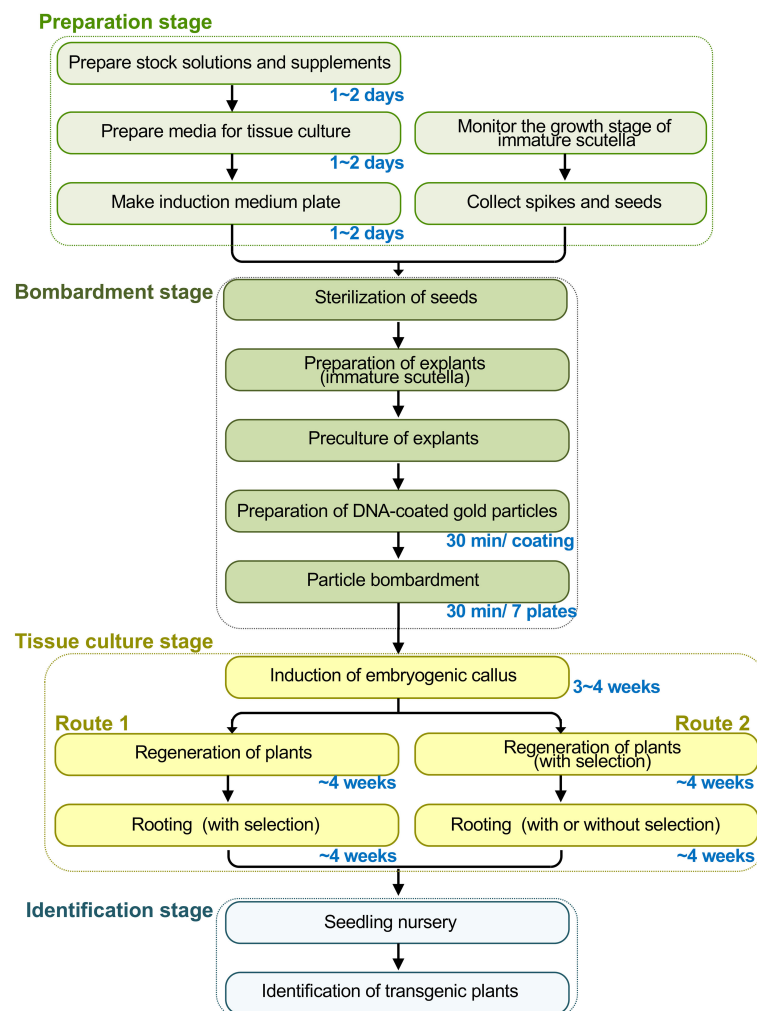 Preparation stage
Prepare stock solutions and supplements
1~2 days
Prepare media for tissue culture
1~2 days
Make induction medium plate
1~2 days
Monitor the growth stage of
immature scutella
Collect spikes and seeds
Bombardment stage
Sterilization of seeds
Preparation of explants
(immature scutella)
Preculture of explants
Preparation of DNA-coated gold particles
30 min/ coating
Particle bombardment
30 min/ 7 plates
Tissue culture stage
Induction of embryogenic callus
3~4 weeks
Route 1
Regeneration of plants
~4 weeks
Rooting (with selection)
~4 weeks
Route 2
Regeneration of plants
(with selection)
~4 weeks
Rooting (with or without selection)
~4 weeks
Identification stage
Seedling nursery
Identification of transgenic plants